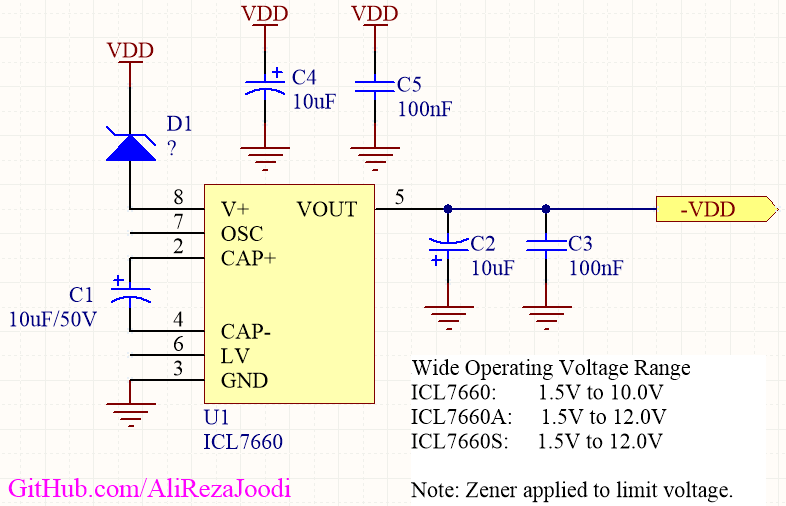 VDD
VDD
VDD
C4
10uF
C5
100nF
D1
?
8
V+
VOUT
5
-VDD
7
OSC
2
CAP+
C2
10uF
C3
100nF
C1
10uF/50V
4
CAP-
6
LV
3
GND
U1
ICL7660
Wide Operating Voltage Range
ICL7660: 1.5V to 10.0V
ICL7660A: 1.5V to 12.0V
ICL7660S: 1.5V to 12.0V
Note: Zener applied to limit voltage.
GitHub.com/AliRezaJoodi